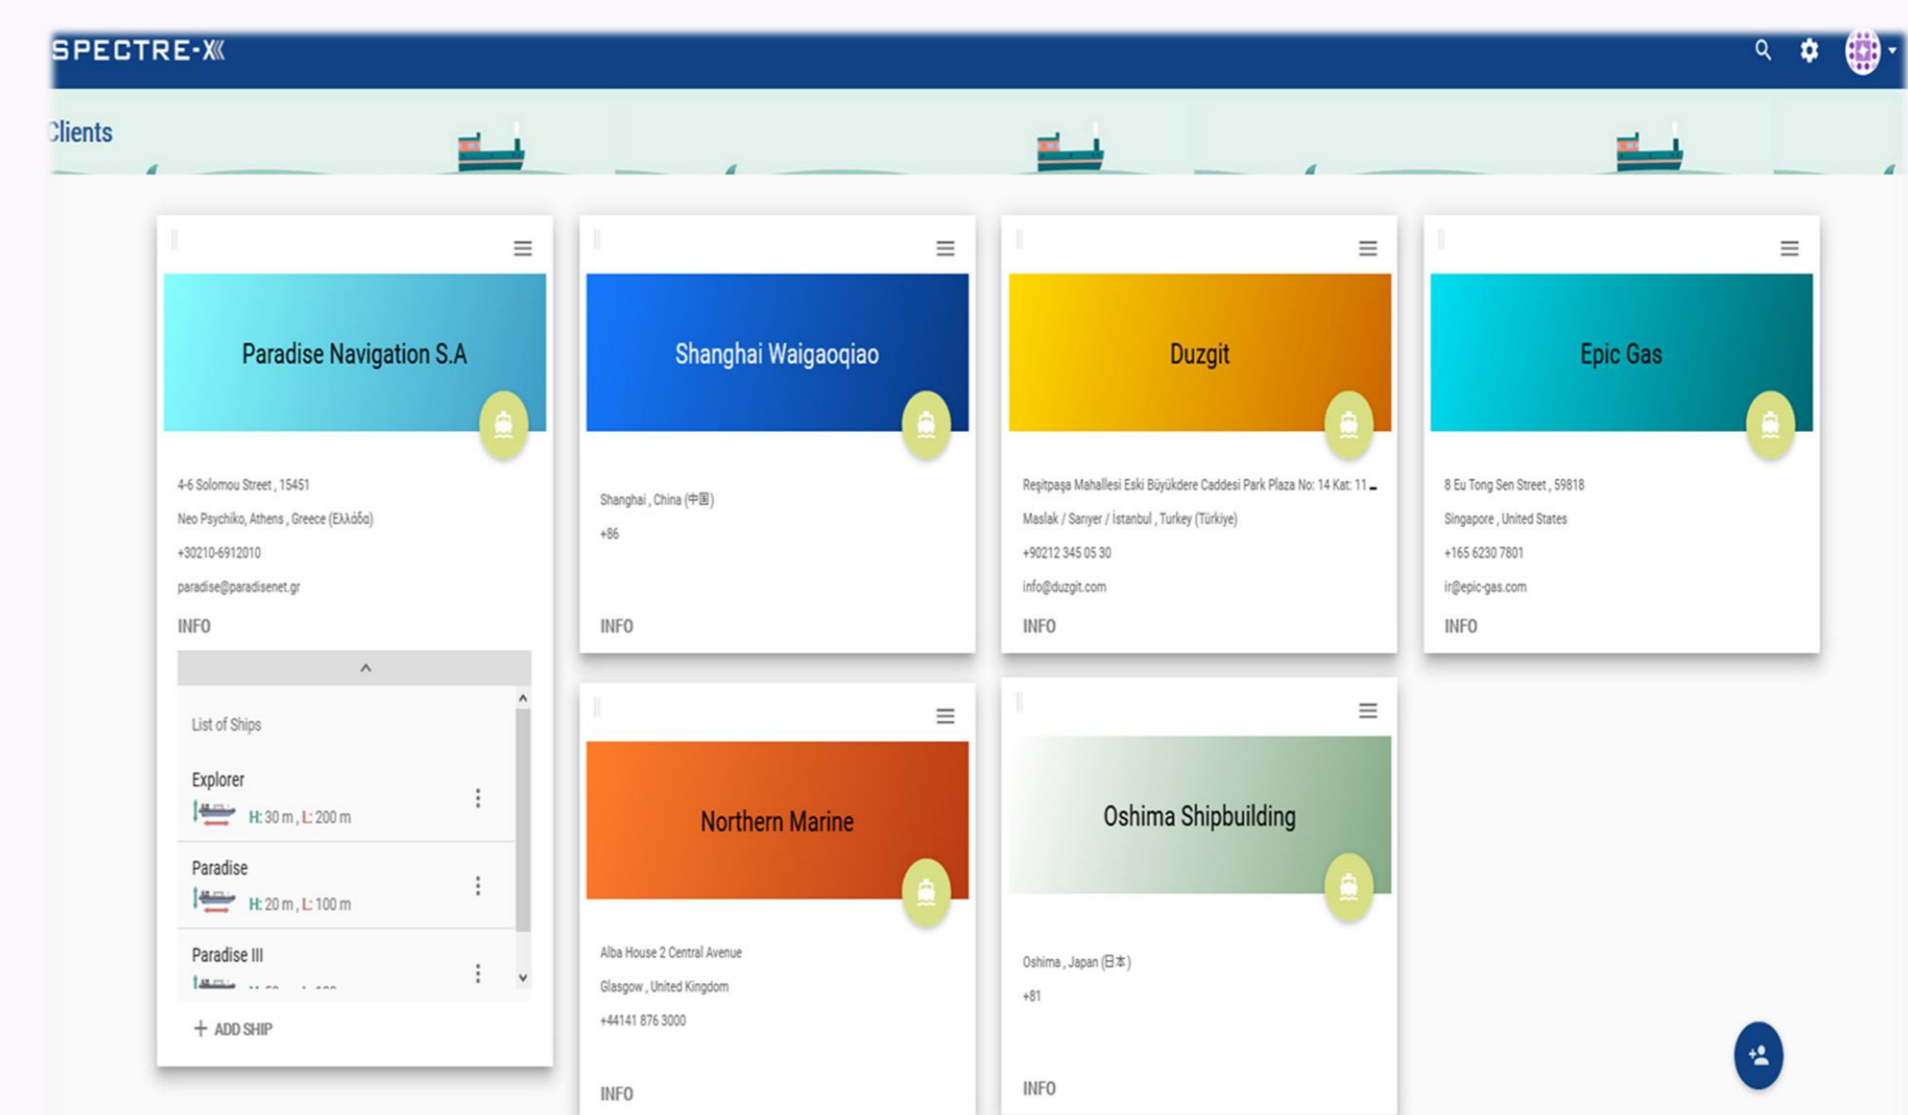 SPECTRE-X
Clients
Paradise Navigation S.A
4-6 Solomou Street , 15451
Neo Psychiko, Athens , Greece (Ελλάδα)
+30210-6912010
paradise@paradisenet.gr
INFO
List of Ships
Explorer
H: 30 m , L: 200 m
Paradise
H: 20 m , L: 100 m
Paradise III
+ ADD SHIP
Shanghai Waigaoqiao
Shanghai , China (中国)
+86
INFO
Duzgit
Reşitpaşa Mahallesi Eski Büyükdere Caddesi Park Plaza No: 14 Kat: 11
Maslak / Sarıyer / İstanbul , Turkey (Türkiye)
+90212 345 05 30
info@duzgit.com
INFO
Epic Gas
8 Eu Tong Sen Street , 59818
Singapore , United States
+165 6230 7801
ir@epic-gas.com
INFO
Northern Marine
Alba House 2 Central Avenue
Glasgow , United Kingdom
+44141 876 3000
INFO
Oshima Shipbuilding
Oshima , Japan (日本)
+81
INFO